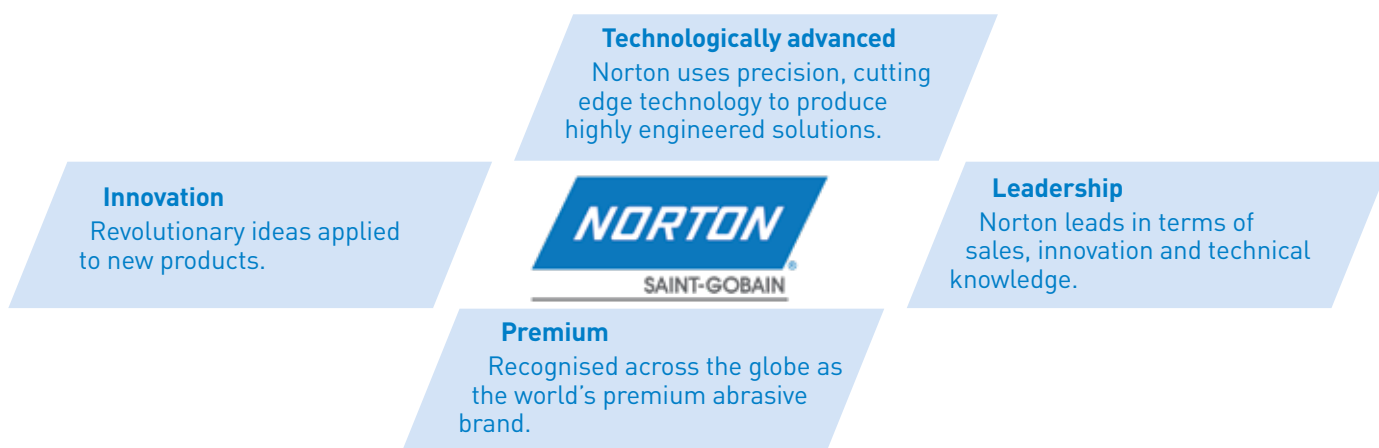 Technologically advanced
Norton uses precision, cutting
edge technology to produce
highly engineered solutions.
Innovation
Revolutionary ideas applied
to new products.
NORTON
®
SAINT-GOBAIN
Leadership
Norton leads in terms of
sales, innovation and technical
knowledge.
Premium
Recognised across the globe as
the world's premium abrasive
brand.